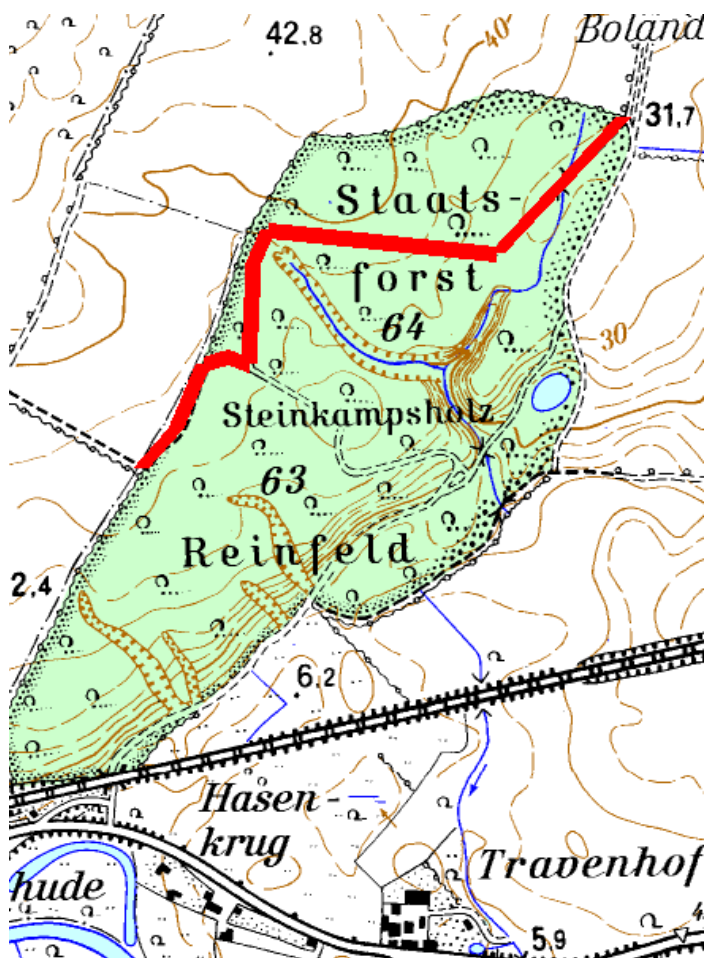 42.8
40
Boland
31,7
Staats-
forst
64
30
Steinkampsholz
63
Reinfeld
2.4
6.2
Hasen-
krug
Travenhof
hude
5.9
4.